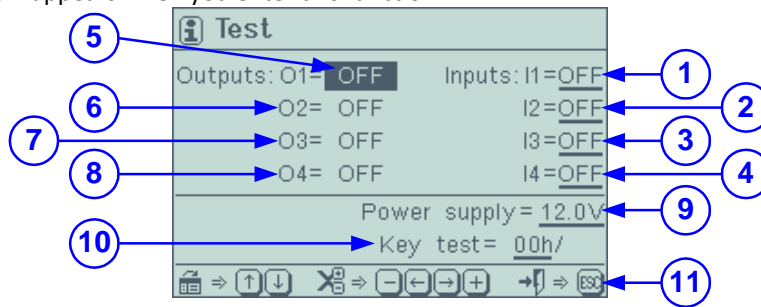 Test
5
Outputs: O1= OFF Inputs: I1=OFF 1
6 O2= OFF I2=OFF 2
7 O3= OFF I3=OFF 3
8 O4= OFF I4=OFF 4
Power supply= 12.0V 9
10 Key test= 00h/
ESC 11